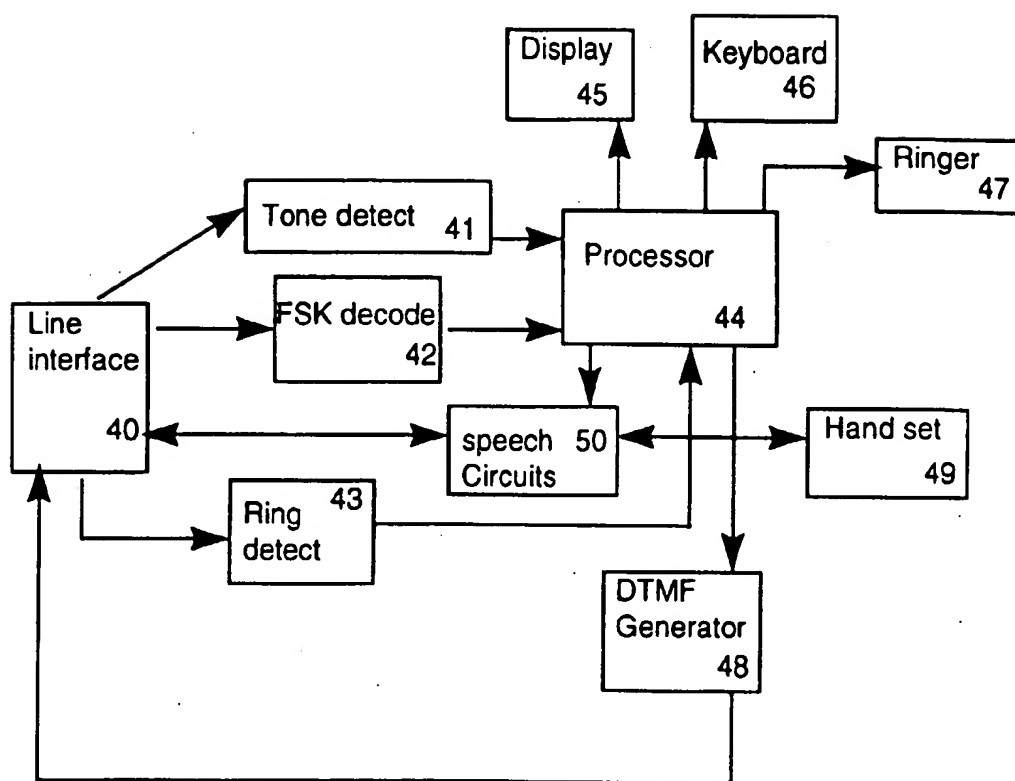 Display
45
Keyboard
46
Ringer
47
Tone detect
41
Processor
44
Line
interface
40
FSK decode
42
speech
Circuits
50
Hand set
49
Ring
detect
43
DTMF
Generator
48